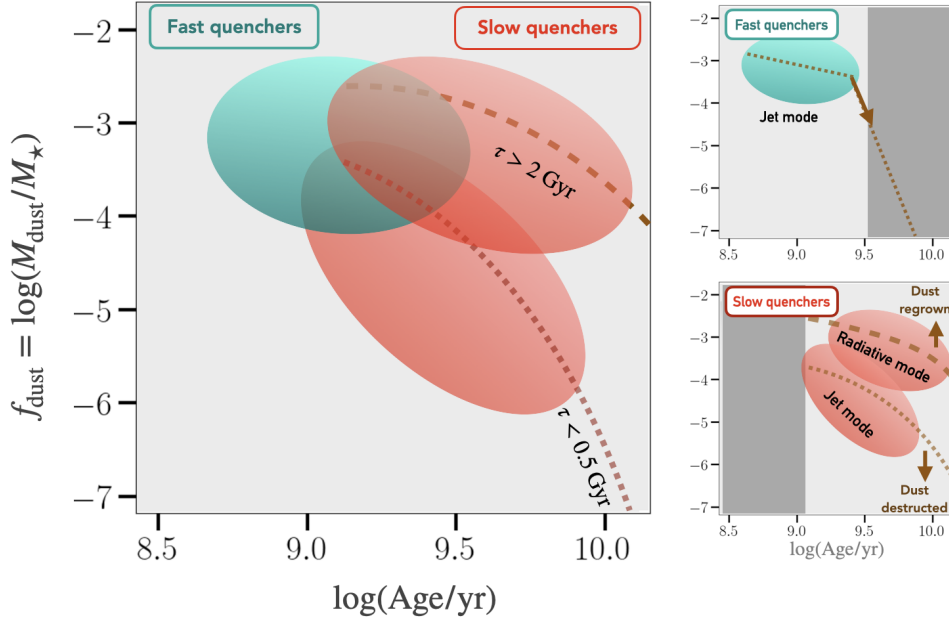 Fast quenchers
Slow quenchers
−2
−3
−4
−5
−6
−7
f_dust = log(M_dust/M_⋆)
τ > 2 Gyr
τ < 0.5 Gyr
8.5
9.0
9.5
10.0
log(Age/yr)
Fast quenchers
−2
−3
−4
−5
−6
−7
Jet mode
8.5
9.0
9.5
10.0
Slow quenchers
Dust
regrown
−2
−3
−4
−5
−6
−7
Radiative mode
Jet mode
Dust
destructed
8.5
9.0
9.5
10.0
log(Age/yr)